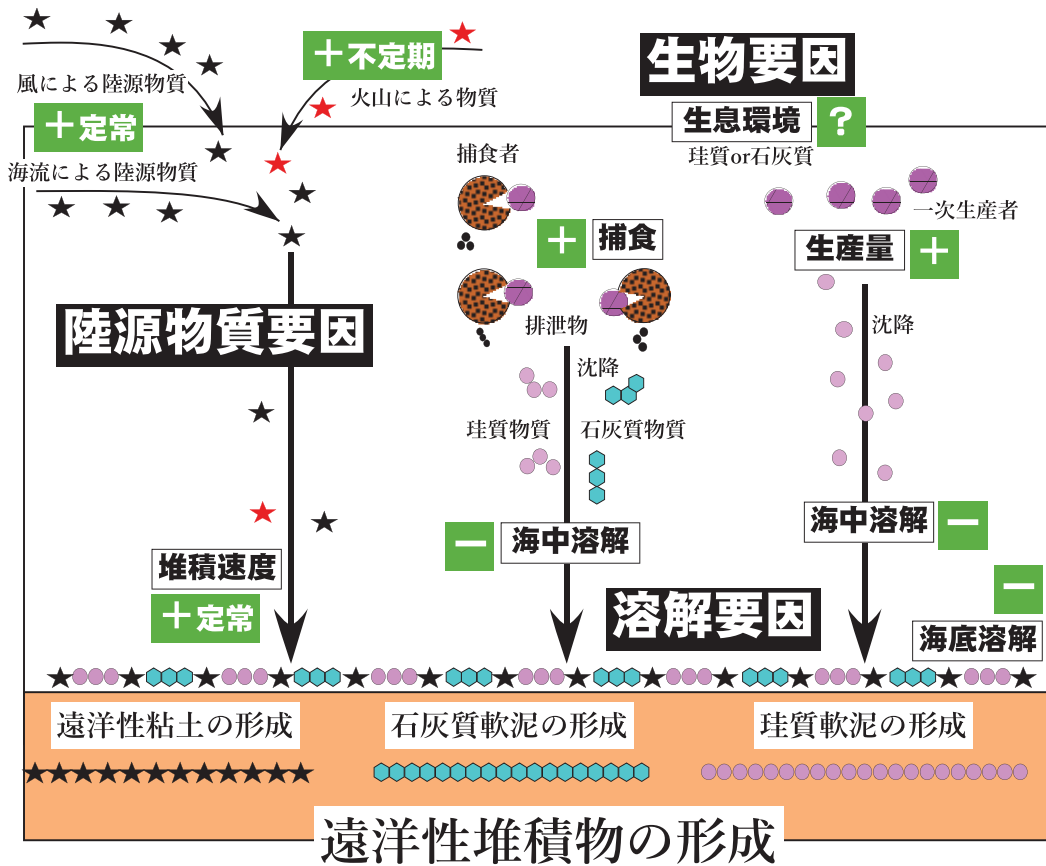 風による陸源物質
＋定常
海流による陸源物質
＋不定期
火山による物質
陸源物質要因
堆積速度
＋定常
捕食者
＋
捕食
排泄物
沈降
珪質物質
石灰質物質
−
海中溶解
生物要因
生息環境
?
珪質or石灰質
一次生産者
生産量
＋
沈降
海中溶解
−
溶解要因
−
海底溶解
遠洋性粘土の形成
石灰質軟泥の形成
珪質軟泥の形成
遠洋性堆積物の形成